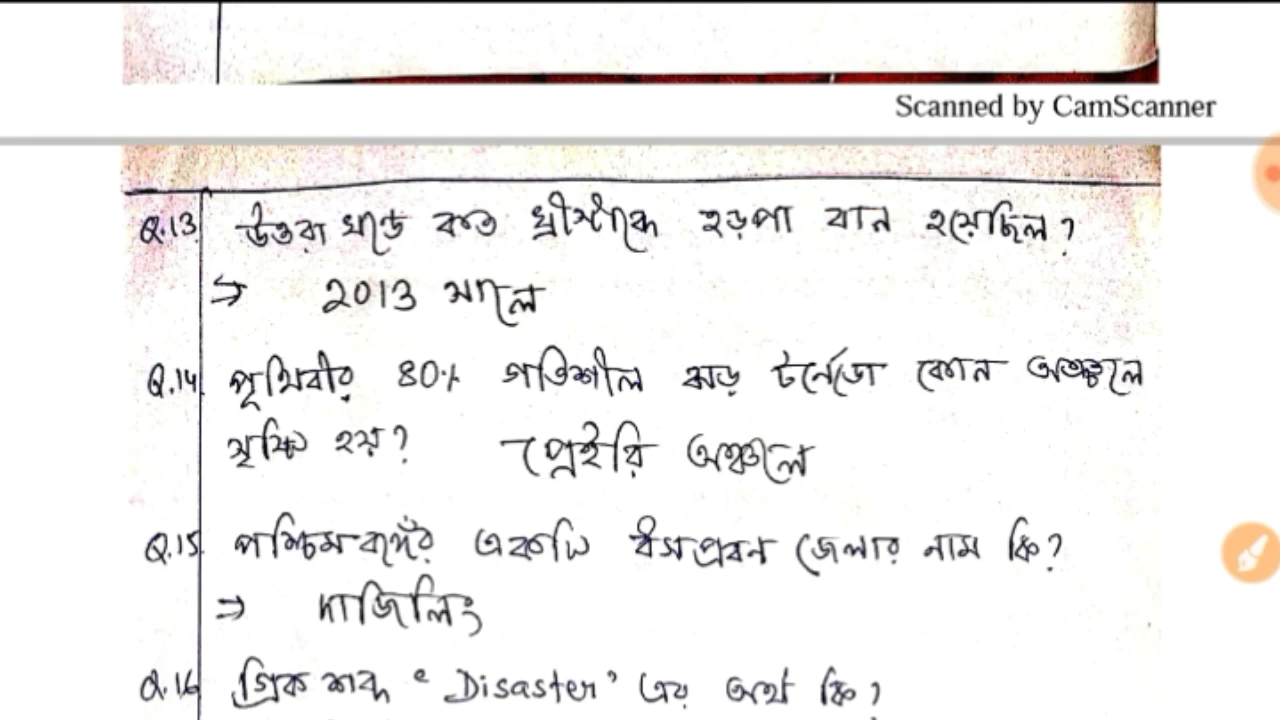 Scanned by CamScanner
Q.13 উত্তরা খণ্ডে কত খ্রীস্টাব্দে হড়পা বান হয়েছিল?
⇒ 2013 সালে
Q.14 পৃথিবীর 80% গতিশীল ঝড় টর্নেডো কোন অঞ্চলে
সৃষ্টি হয়? প্রেইরি অঞ্চলে
Q.15 পশ্চিমবঙ্গের একটি ধসপ্রবন জেলার নাম কি?
⇒ দার্জিলিং
Q.16 গ্রিক শব্দ "Disaster" এর অর্থ কি?